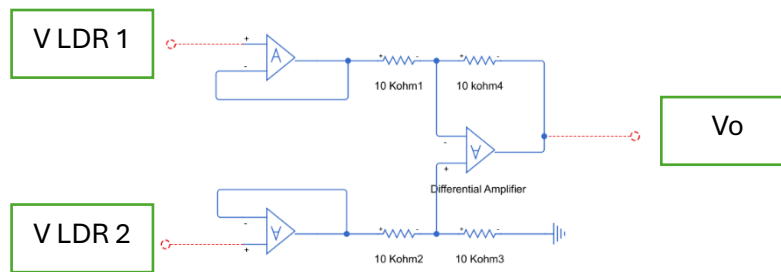 V LDR 1
+
A
-
+
-
10 Kohm1
+
-
10 kohm4
-
A
+
Differential Amplifier
Vo
V LDR 2
-
A
+
+
-
10 Kohm2
+
-
10 Kohm3